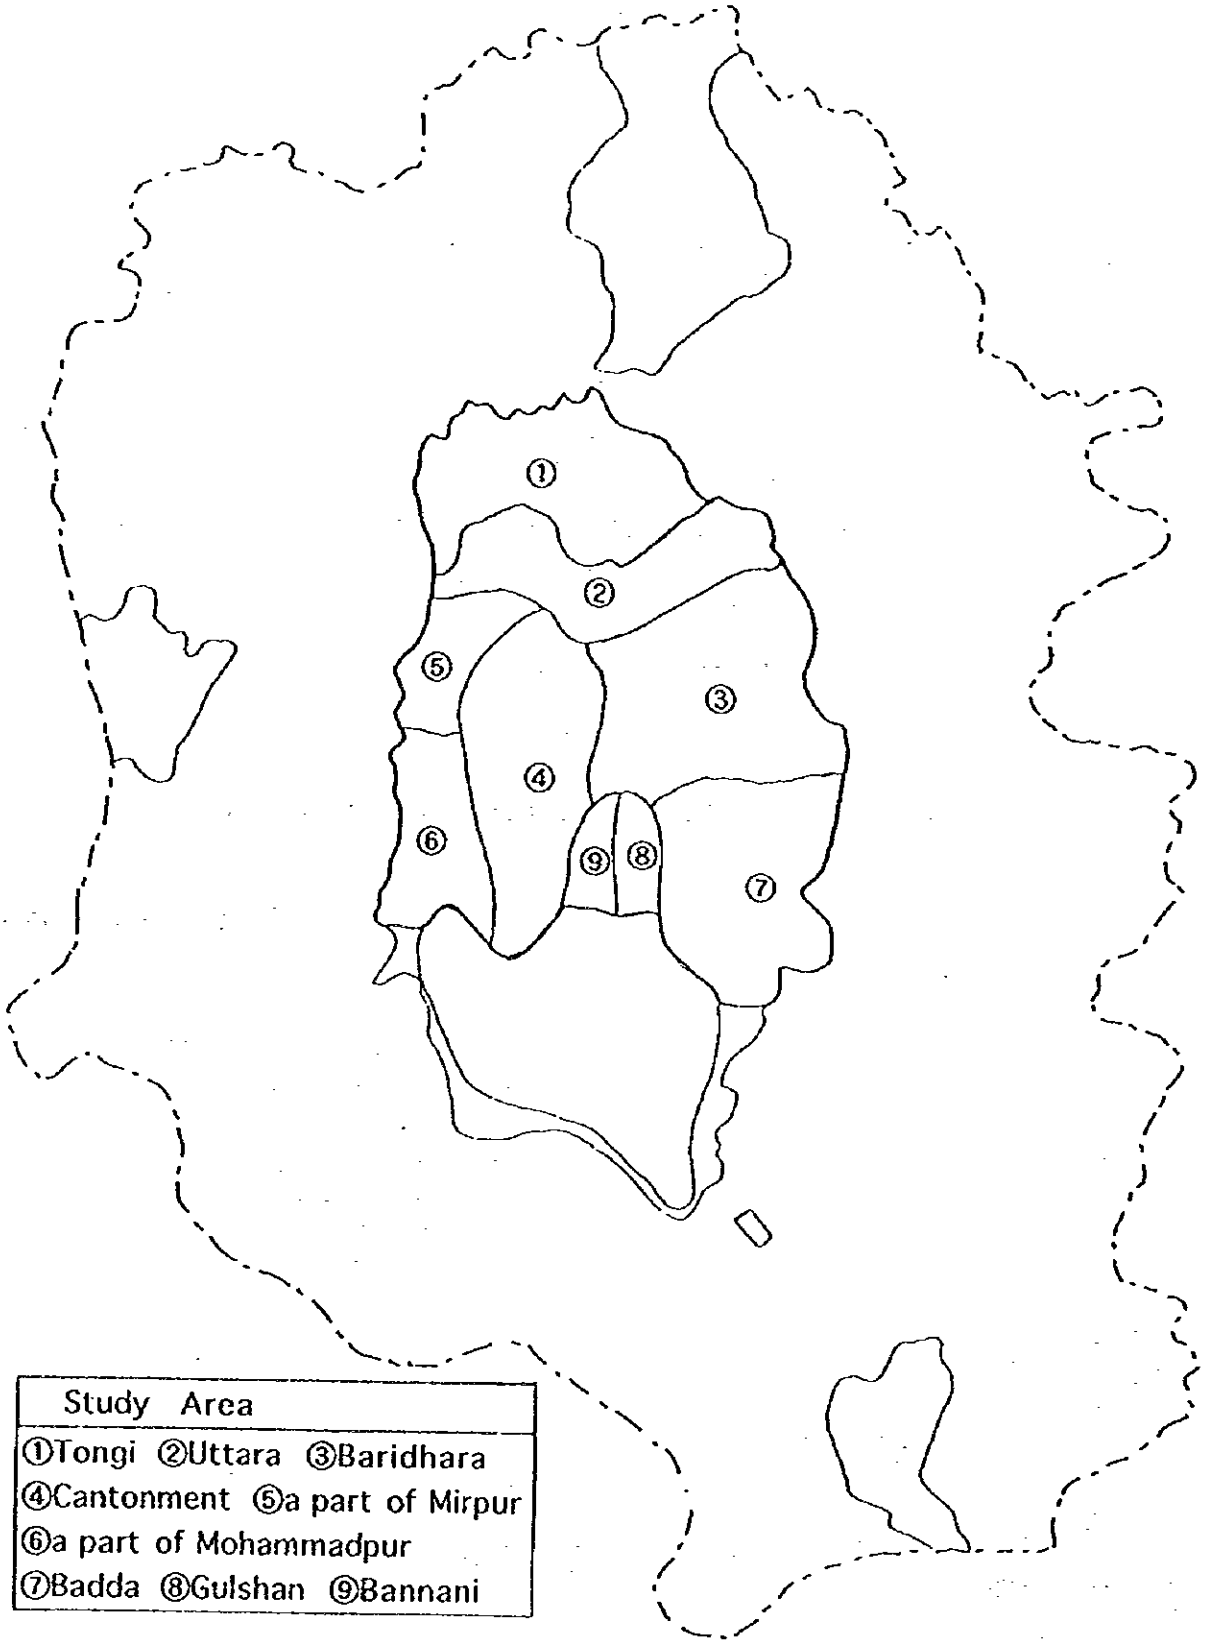 ①
②
⑤
③
④
⑥
⑨ ⑧
⑦
Study Area
①Tongi ②Uttara ③Baridhara
④Cantonment ⑤a part of Mirpur
⑥a part of Mohammadpur
⑦Badda ⑧Gulshan ⑨Bannani